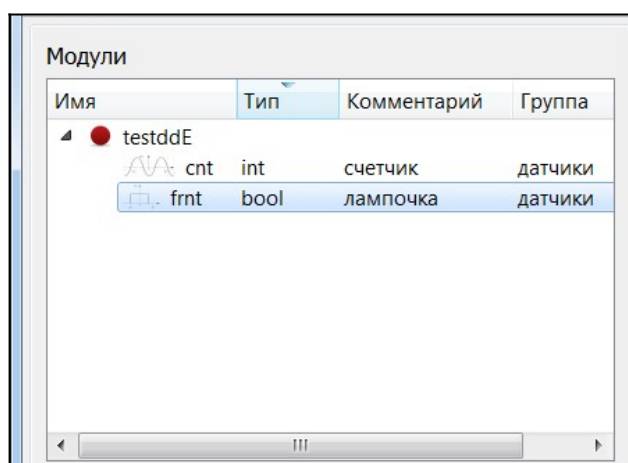 Модули
Имя Тип Комментарий Группа
testddE
cnt int счетчик датчики
frnt bool лампочка датчики